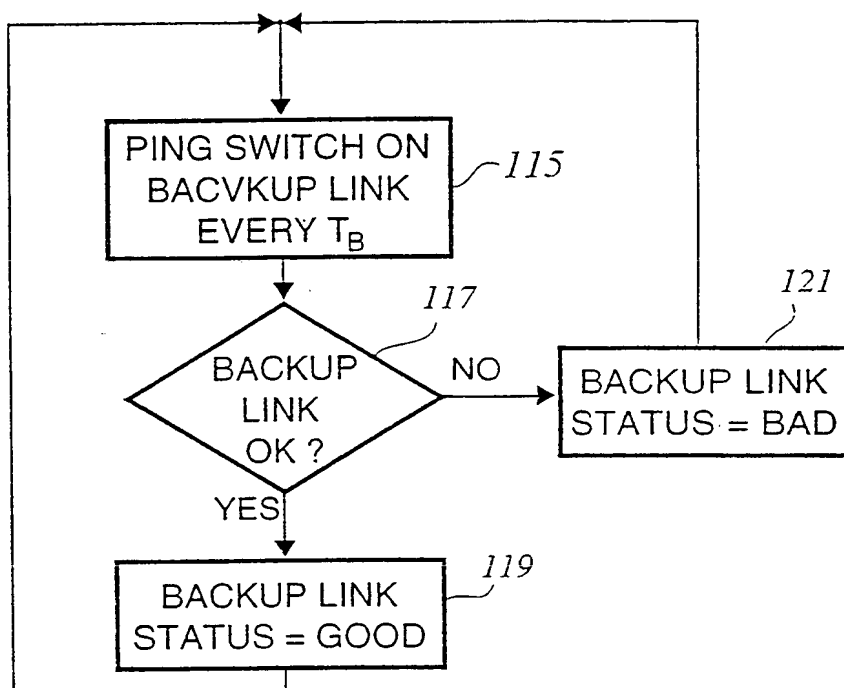 PING SWITCH ON
BACVKUP LINK
EVERY T_B
115
117
BACKUP
LINK
OK ?
NO
121
BACKUP LINK
STATUS = BAD
YES
119
BACKUP LINK
STATUS = GOOD